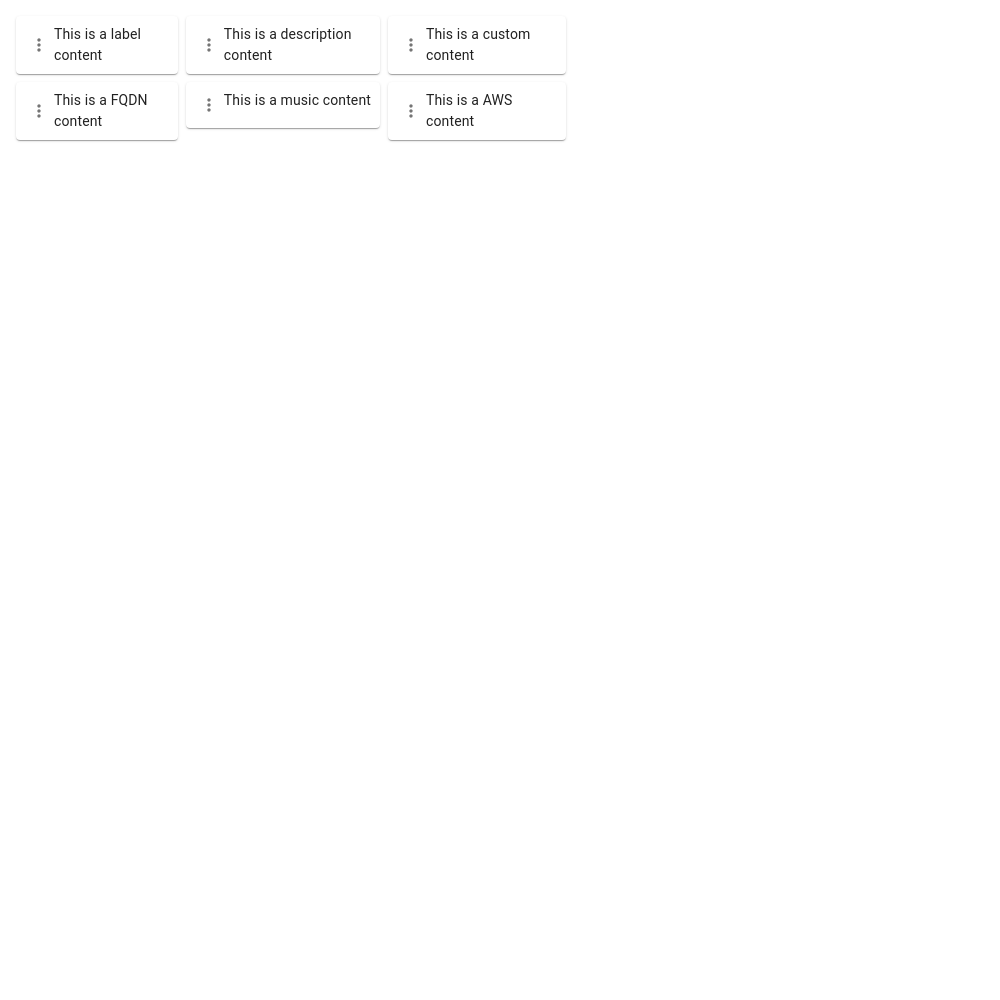 This is a label
content
This is a description
content
This is a custom
content
This is a FQDN
content
This is a music content
This is a AWS
content